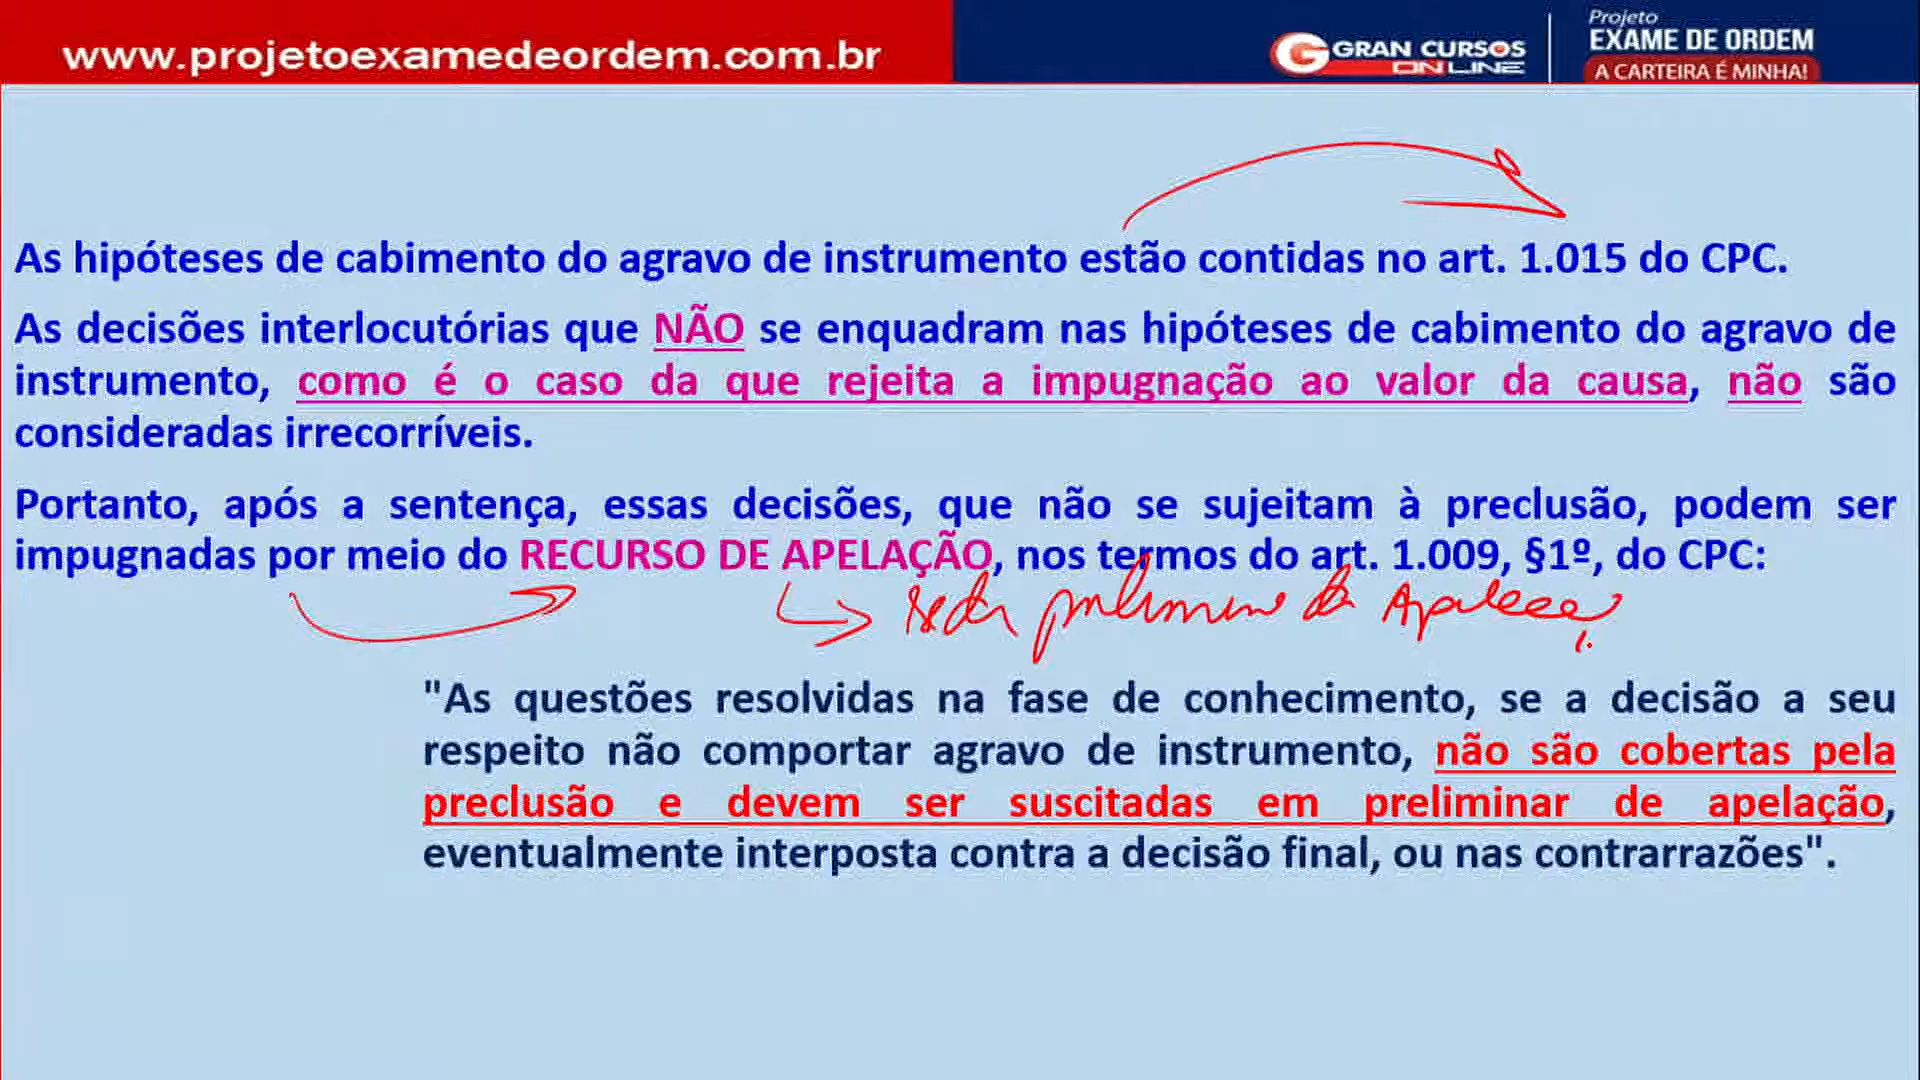 www.projetoexamedeordem.com.br
GRAN CURSOS
ONLINE
Projeto
EXAME DE ORDEM
A CARTEIRA É MINHA!
As hipóteses de cabimento do agravo de instrumento estão contidas no art. 1.015 do CPC.
As decisões interlocutórias que NÃO se enquadram nas hipóteses de cabimento do agravo de
instrumento, como é o caso da que rejeita a impugnação ao valor da causa, não são
consideradas irrecorríveis.
Portanto, após a sentença, essas decisões, que não se sujeitam à preclusão, podem ser
impugnadas por meio do RECURSO DE APELAÇÃO, nos termos do art. 1.009, §1º, do CPC:
"As questões resolvidas na fase de conhecimento, se a decisão a seu
respeito não comportar agravo de instrumento, não são cobertas pela
preclusão e devem ser suscitadas em preliminar de apelação,
eventualmente interposta contra a decisão final, ou nas contrarrazões".